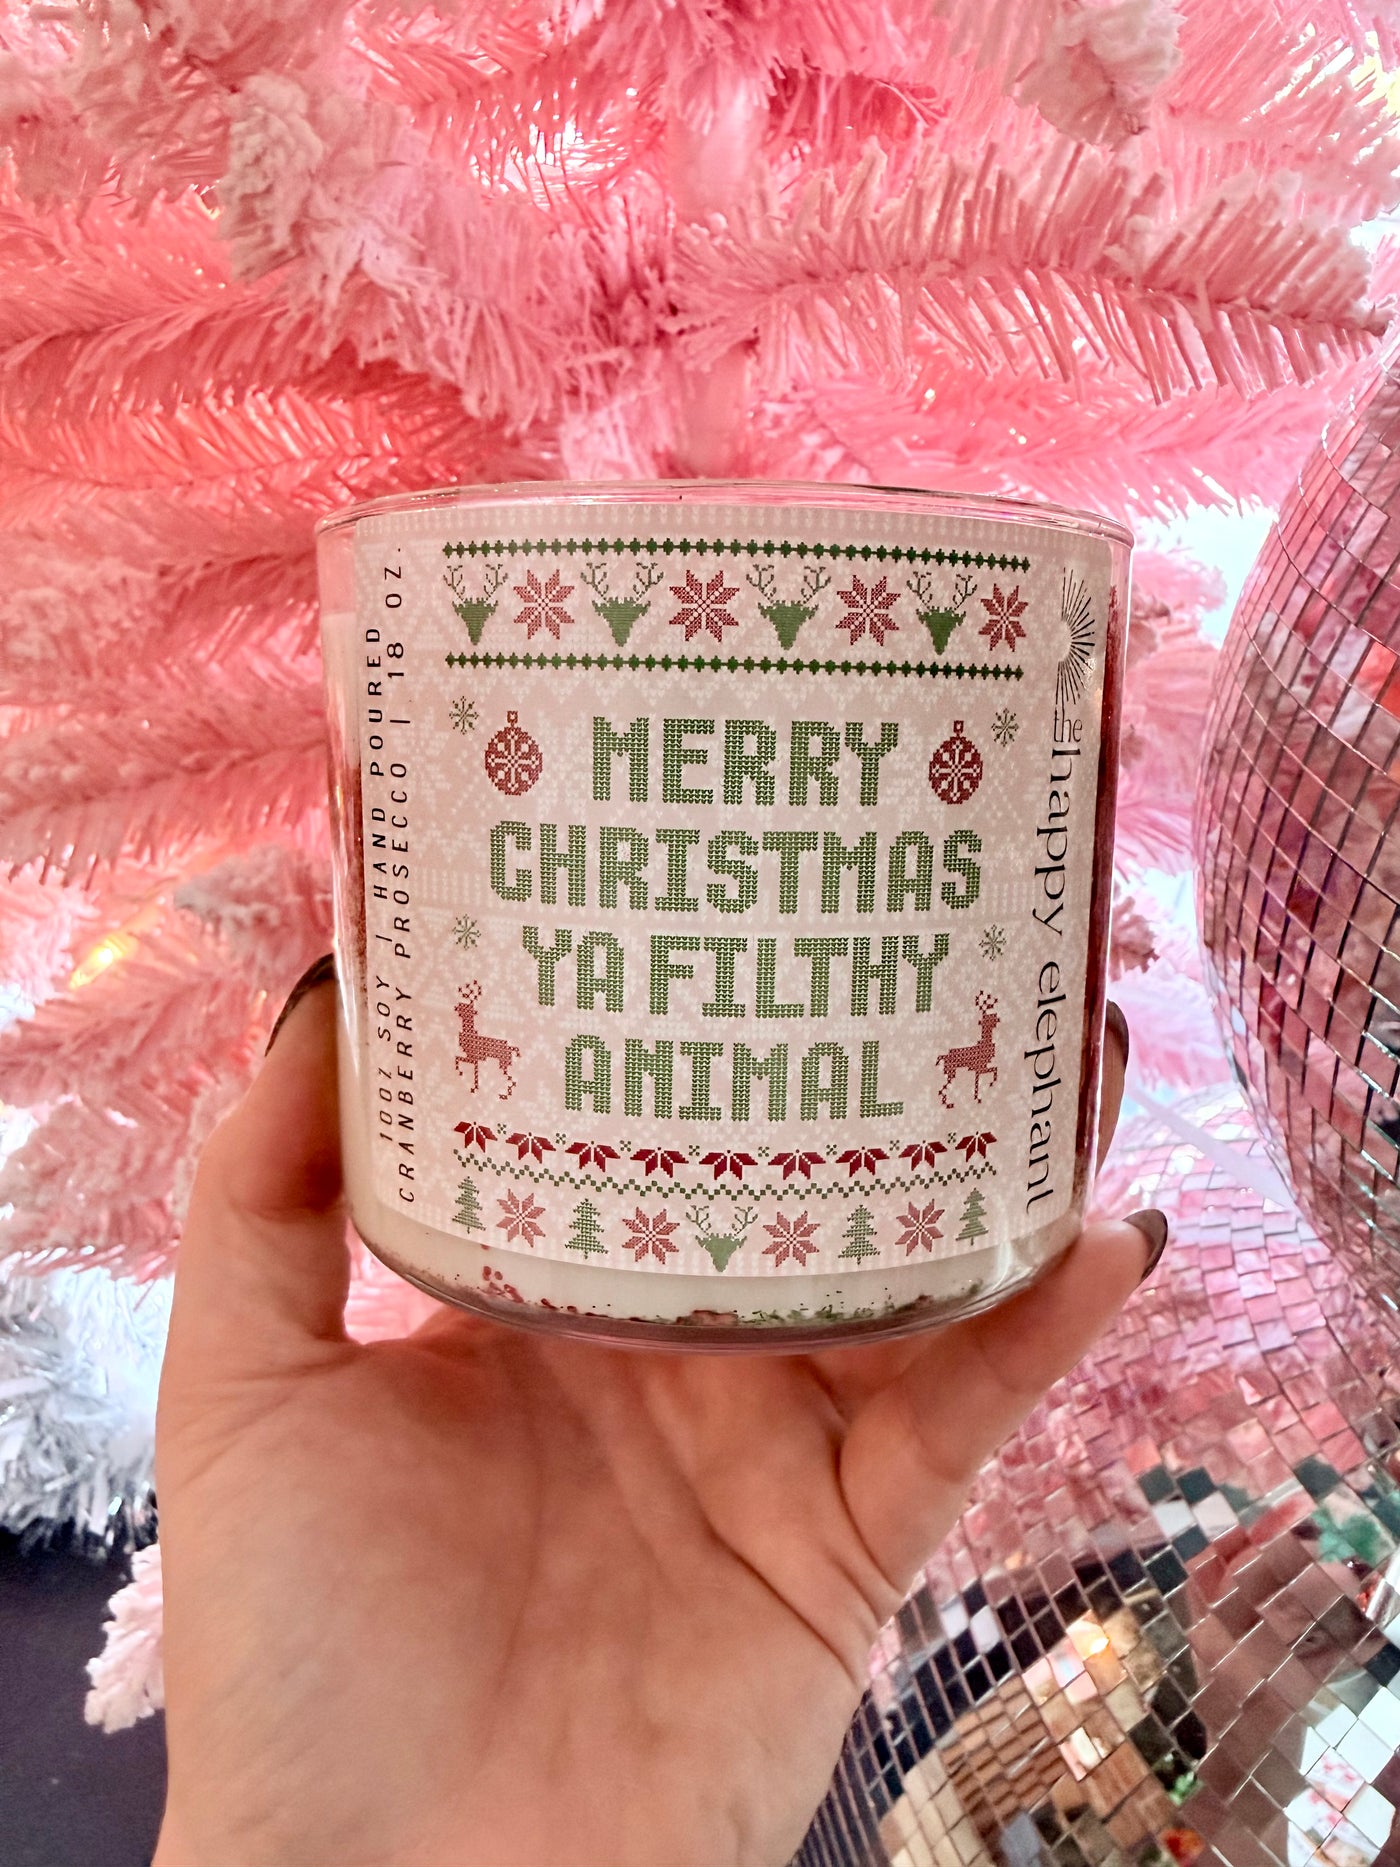 100% SOY | HAND POURED
CRANBERRY PROSECCO | 18 OZ.
MERRY
CHRISTMAS
YA FILTHY
ANIMAL
the happy elephant